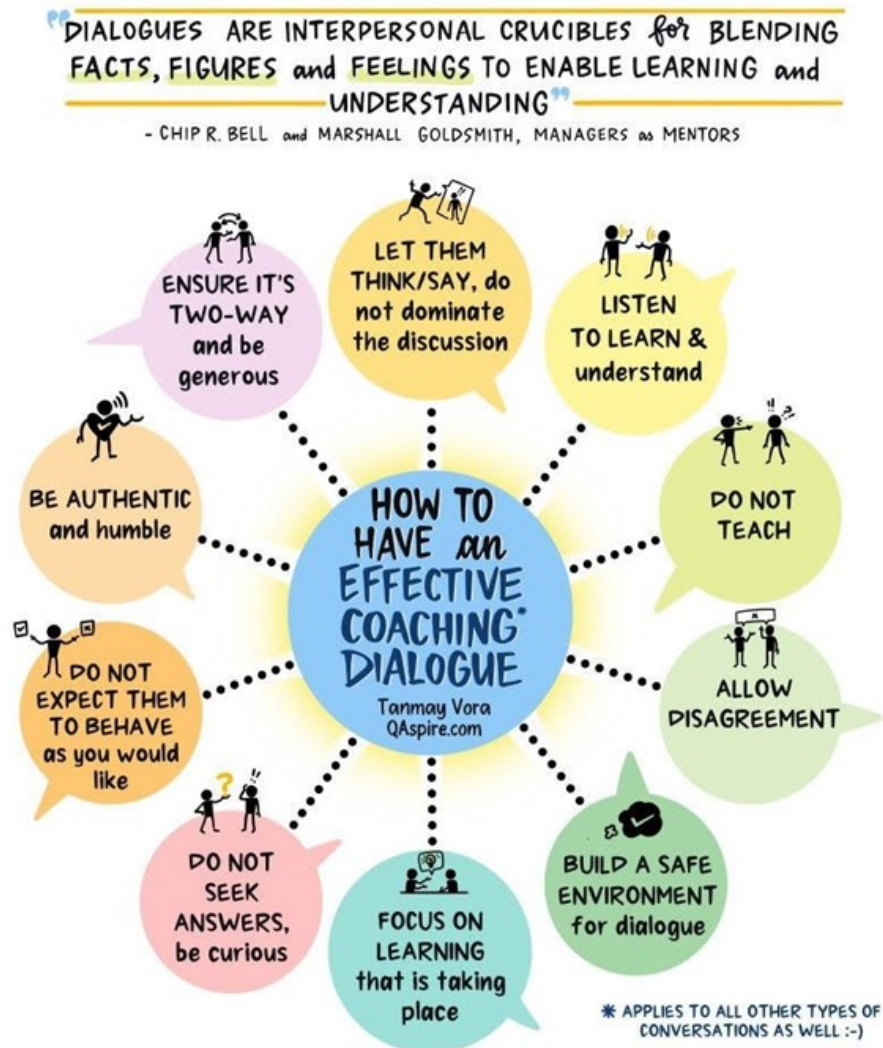 "DIALOGUES ARE INTERPERSONAL CRUCIBLES for BLENDING
FACTS, FIGURES and FEELINGS TO ENABLE LEARNING and
UNDERSTANDING"
- CHIP R. BELL and MARSHALL GOLDSMITH, MANAGERS as MENTORS
LET THEM
THINK/SAY, do
not dominate
the discussion
LISTEN
TO LEARN &
understand
DO NOT
TEACH
ALLOW
DISAGREEMENT
BUILD A SAFE
ENVIRONMENT
for dialogue
FOCUS ON
LEARNING
that is taking
place
DO NOT
SEEK
ANSWERS,
be curious
DO NOT
EXPECT THEM
TO BEHAVE
as you would
like
BE AUTHENTIC
and humble
ENSURE IT'S
TWO-WAY
and be
generous
HOW TO
HAVE an
EFFECTIVE
COACHING*
DIALOGUE
Tanmay Vora
QAspire.com
* APPLIES TO ALL OTHER TYPES OF
CONVERSATIONS AS WELL :-)